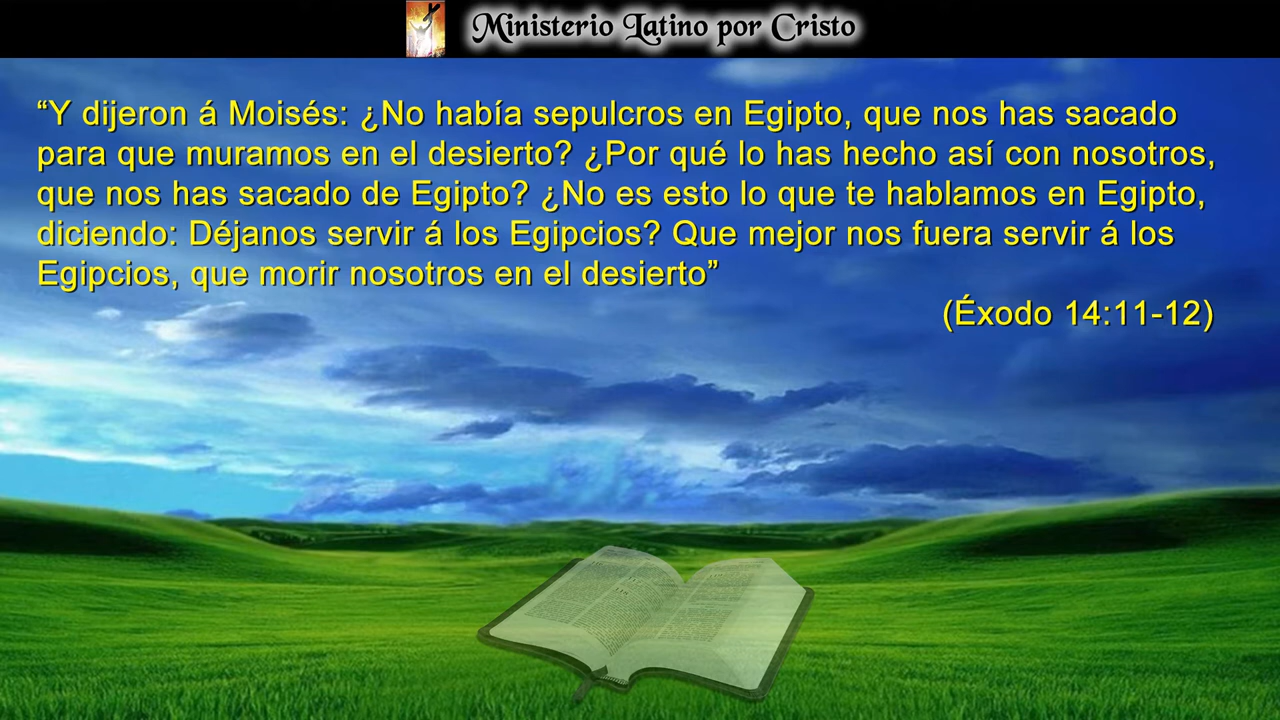 Ministerio Latino por Cristo
“Y dijeron á Moisés: ¿No había sepulcros en Egipto, que nos has sacado
para que muramos en el desierto? ¿Por qué lo has hecho así con nosotros,
que nos has sacado de Egipto? ¿No es esto lo que te hablamos en Egipto,
diciendo: Déjanos servir á los Egipcios? Que mejor nos fuera servir á los
Egipcios, que morir nosotros en el desierto”
(Éxodo 14:11-12)